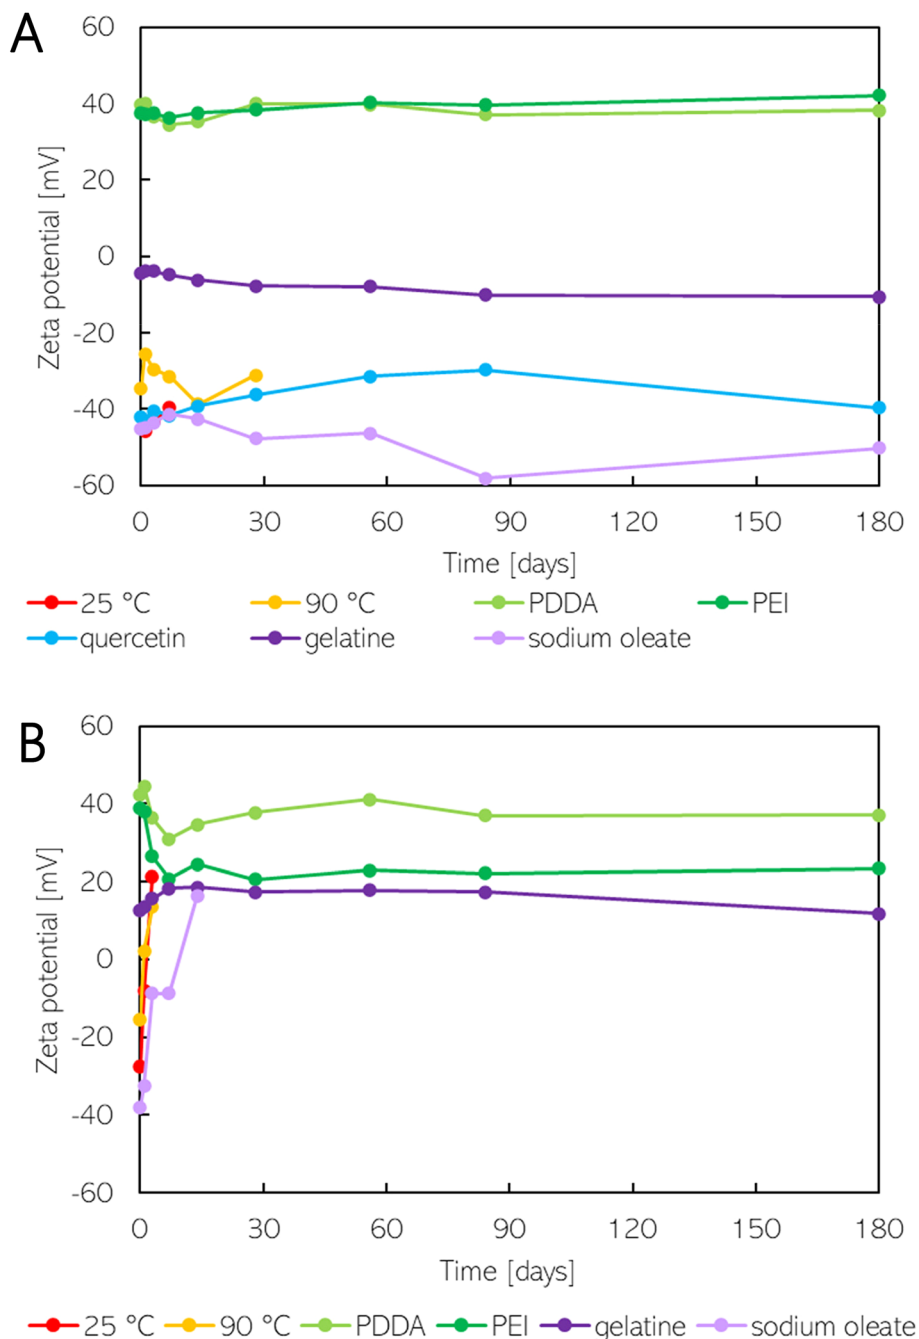 A
60
40
20
0
-20
-40
-60
Zeta potential [mV]
0 30 60 90 120 150 180
Time [days]
25 °C 90 °C PDDA PEI
quercetin gelatine sodium oleate
B
60
40
20
0
-20
-40
-60
Zeta potential [mV]
0 30 60 90 120 150 180
Time [days]
25 °C 90 °C PDDA PEI gelatine sodium oleate